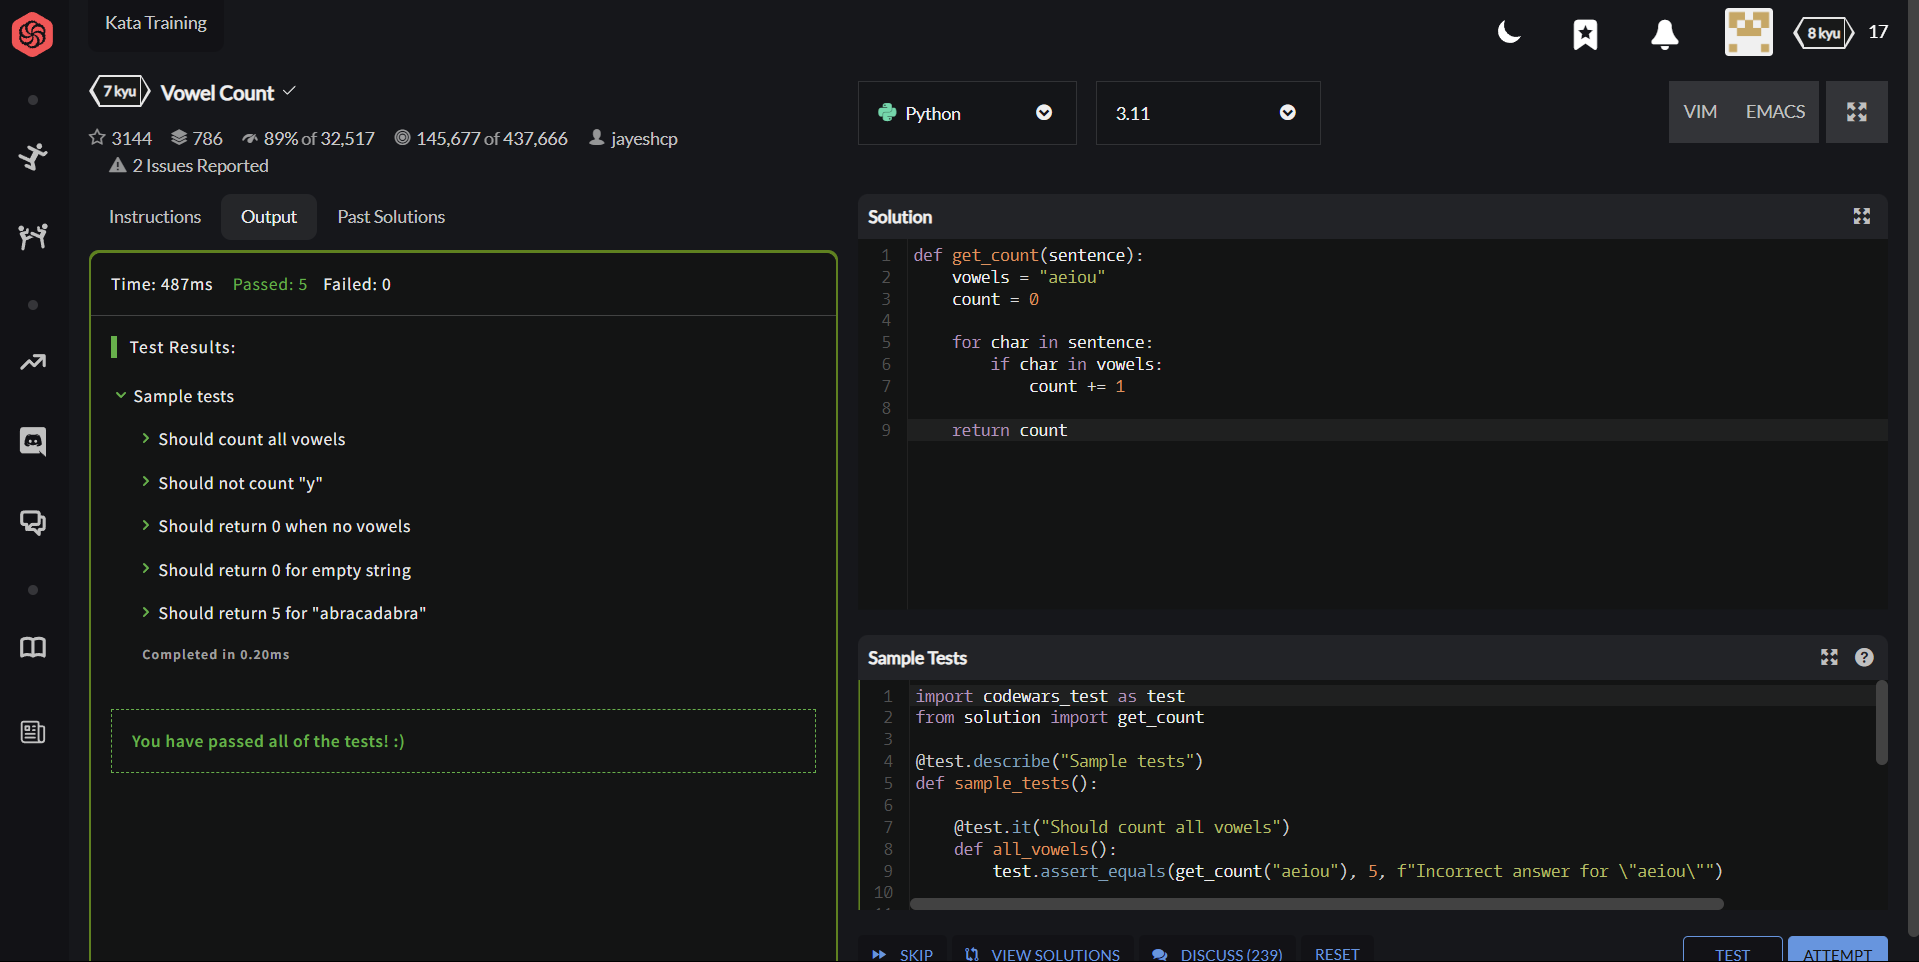 Kata Training
8 kyu 17
7 kyu Vowel Count
3144 786 89% of 32,517 145,677 of 437,666 jayeshcp
2 Issues Reported
Instructions Output Past Solutions
Time: 487ms Passed: 5 Failed: 0
Test Results:
Sample tests
Should count all vowels
Should not count "y"
Should return 0 when no vowels
Should return 0 for empty string
Should return 5 for "abracadabra"
Completed in 0.20ms
You have passed all of the tests! :)
Python 3.11 VIM EMACS
Solution
1 def get_count(sentence):
2     vowels = "aeiou"
3     count = 0
4
5     for char in sentence:
6         if char in vowels:
7             count += 1
8
9     return count
Sample Tests
1 import codewars_test as test
2 from solution import get_count
3
4 @test.describe("Sample tests")
5 def sample_tests():
6
7     @test.it("Should count all vowels")
8     def all_vowels():
9         test.assert_equals(get_count("aeiou"), 5, f"Incorrect answer for \"aeiou\"")
10
SKIP VIEW SOLUTIONS DISCUSS (239) RESET TEST ATTEMPT